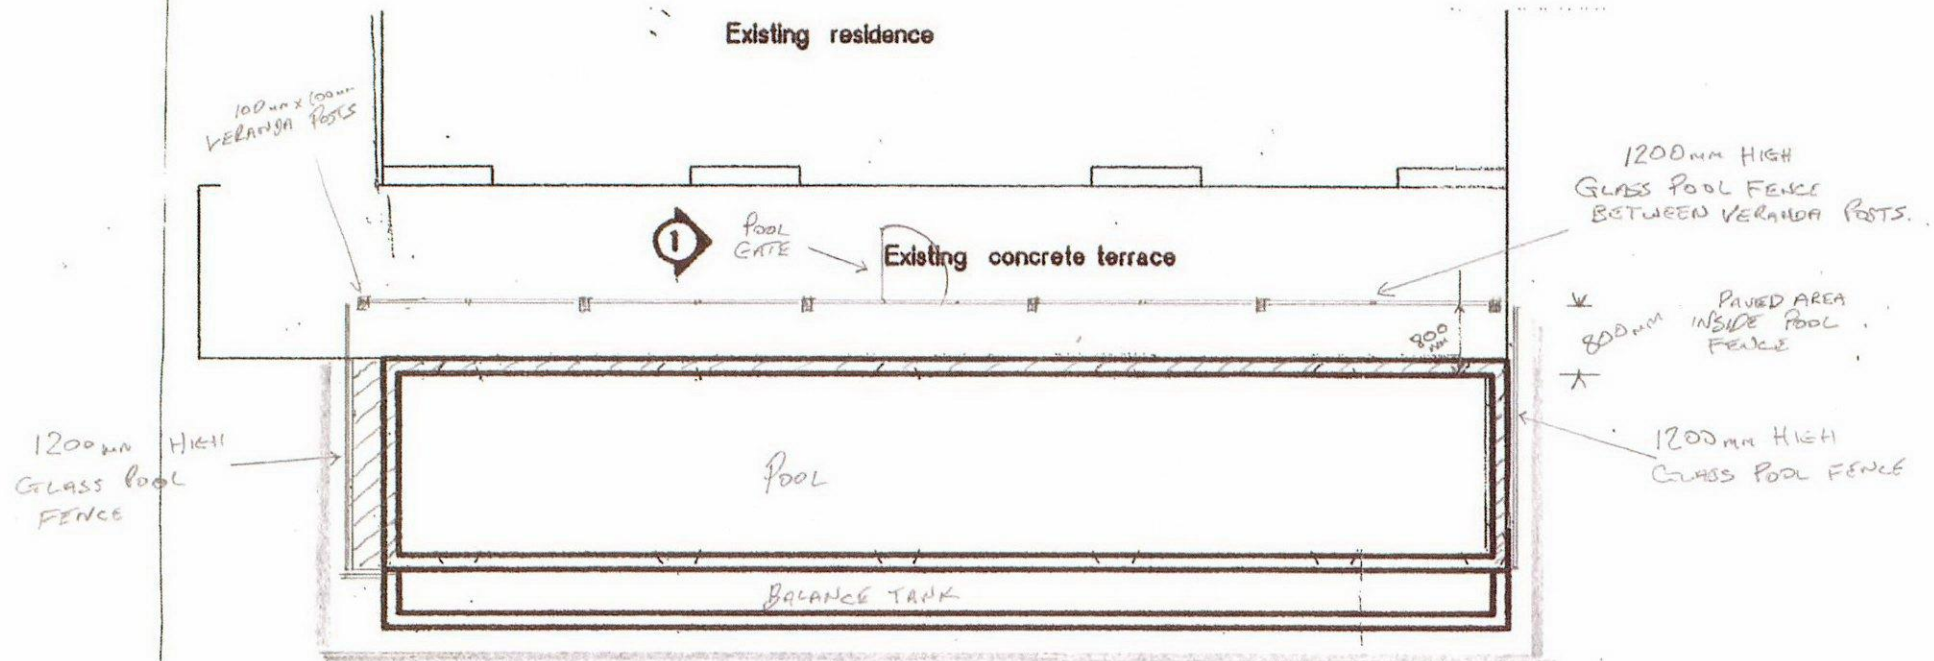 Existing residence
100mm x 100mm
VERANDA POSTS
1200mm HIGH
GLASS POOL FENCE
BETWEEN VERANDA POSTS.
1
POOL
GATE
Existing concrete terrace
800
mm
800mm
PAVED AREA
INSIDE POOL
FENCE
1200mm HIGH
GLASS POOL
FENCE
POOL
1200mm HIGH
GLASS POOL FENCE
BALANCE TANK